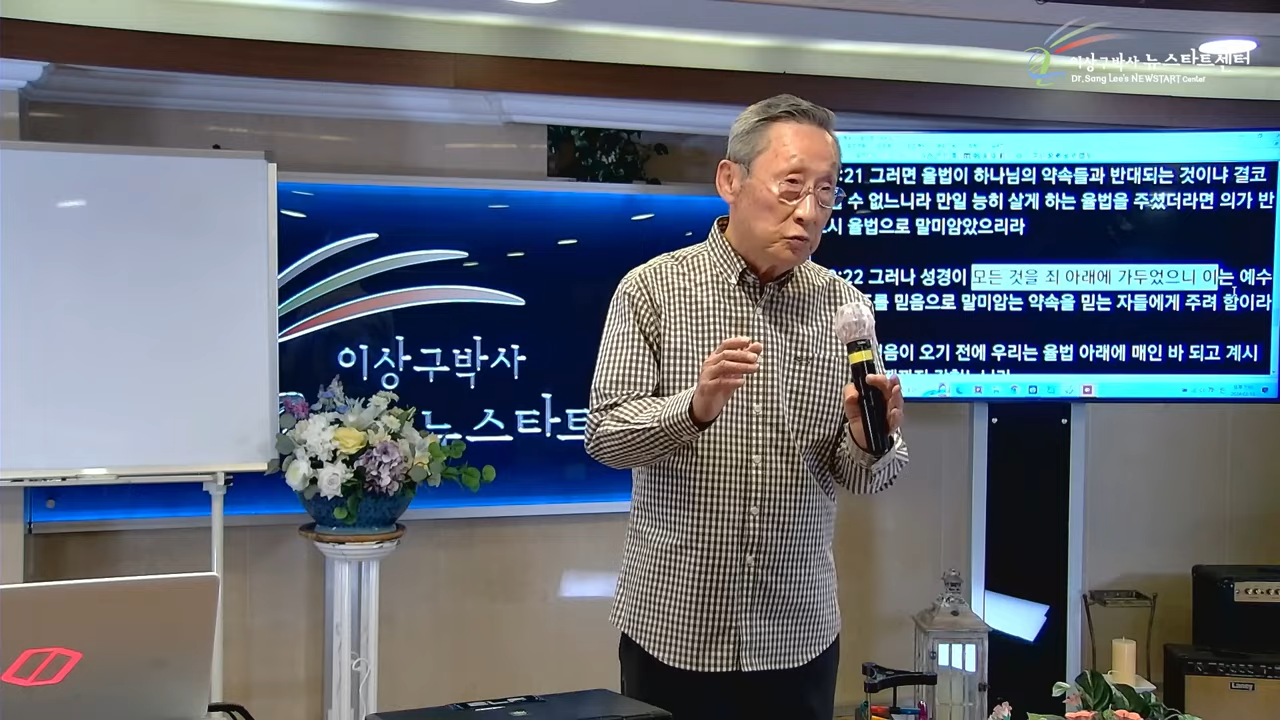 이상구박사 뉴스타트센터
Dr.Sang Lee's NEWSTART Center
:21 그러면 율법이 하나님의 약속들과 반대되는 것이냐 결코
수 없느니라 만일 능히 살게 하는 율법을 주셨더라면 의가 반
시 율법으로 말미암았으리라
:22 그러나 성경이 모든 것을 죄 아래에 가두었으니 이는 예수
를 믿음으로 말미암는 약속을 믿는 자들에게 주려 함이라
음이 오기 전에 우리는 율법 아래에 매인 바 되고 계시
이상구박사
뉴스타트
Laney